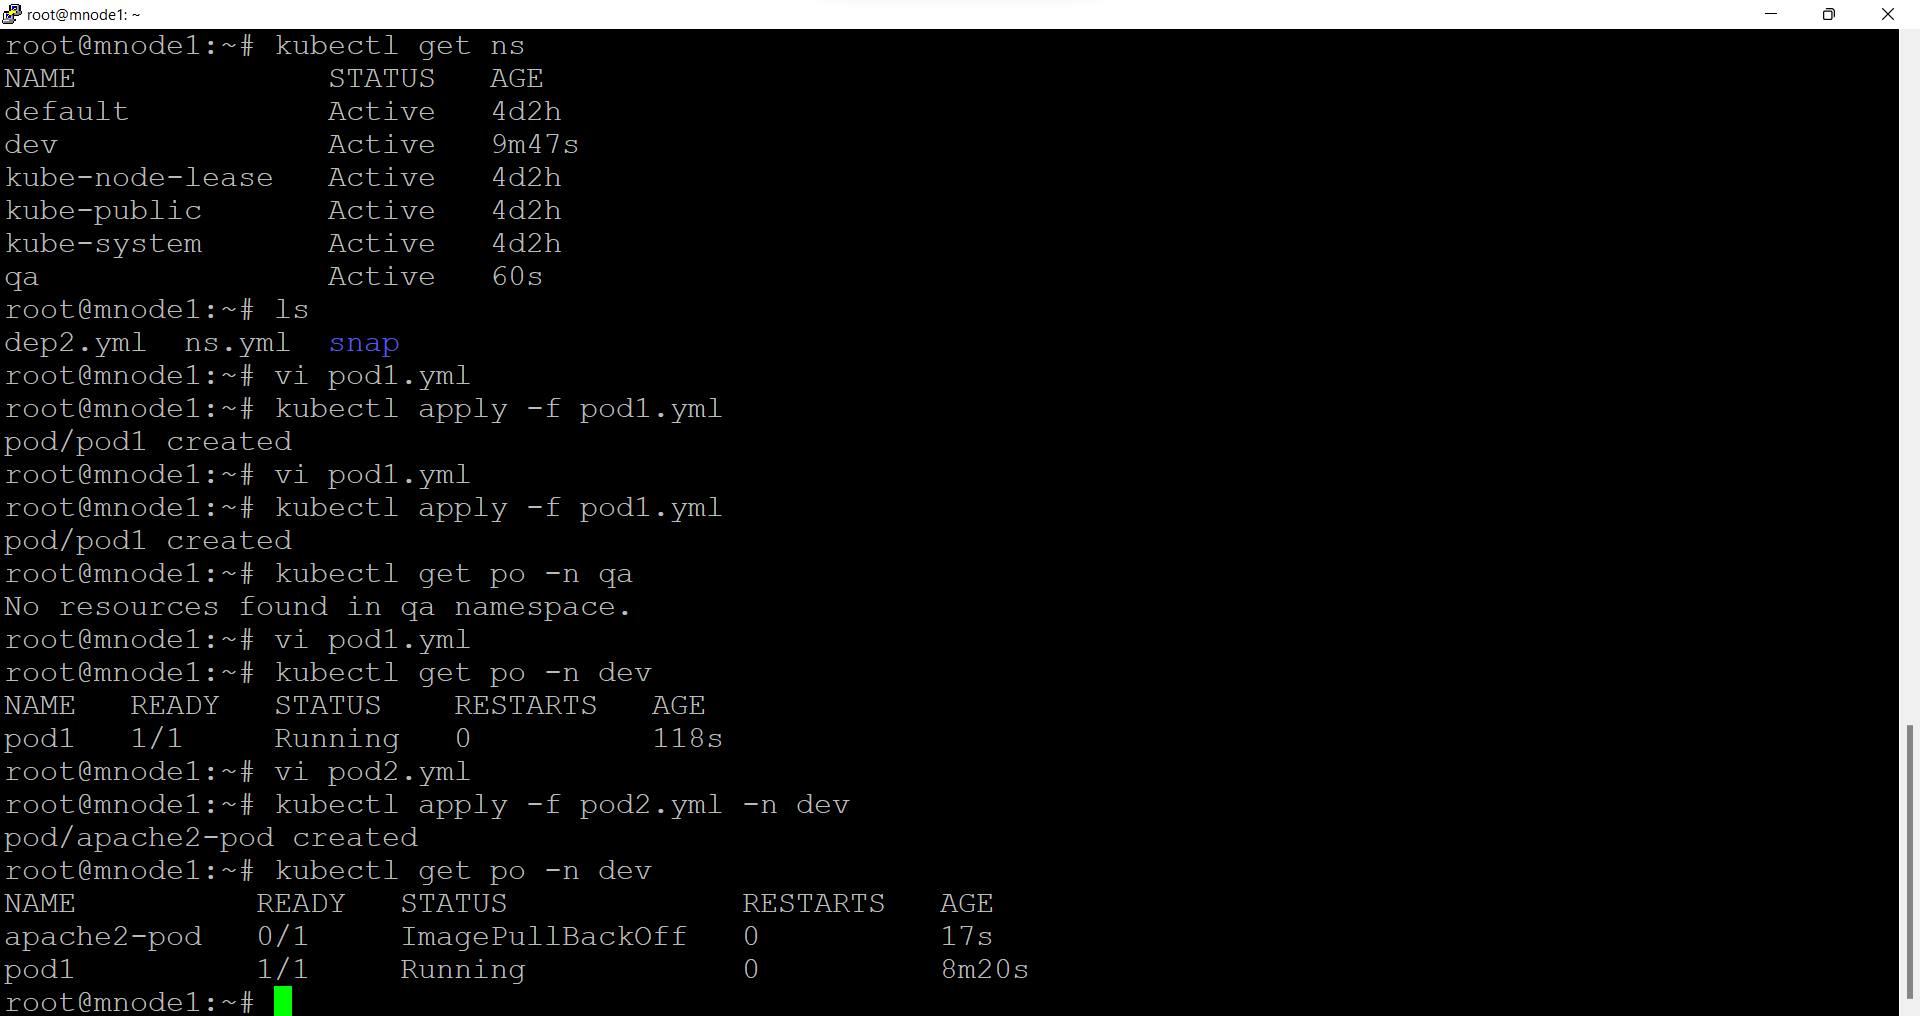 root@mnode1: ~
root@mnode1:~# kubectl get ns
NAME STATUS AGE
default Active 4d2h
dev Active 9m47s
kube-node-lease Active 4d2h
kube-public Active 4d2h
kube-system Active 4d2h
qa Active 60s
root@mnode1:~# ls
dep2.yml ns.yml snap
root@mnode1:~# vi pod1.yml
root@mnode1:~# kubectl apply -f pod1.yml
pod/pod1 created
root@mnode1:~# vi pod1.yml
root@mnode1:~# kubectl apply -f pod1.yml
pod/pod1 created
root@mnode1:~# kubectl get po -n qa
No resources found in qa namespace.
root@mnode1:~# vi pod1.yml
root@mnode1:~# kubectl get po -n dev
NAME READY STATUS RESTARTS AGE
pod1 1/1 Running 0 118s
root@mnode1:~# vi pod2.yml
root@mnode1:~# kubectl apply -f pod2.yml -n dev
pod/apache2-pod created
root@mnode1:~# kubectl get po -n dev
NAME READY STATUS RESTARTS AGE
apache2-pod 0/1 ImagePullBackOff 0 17s
pod1 1/1 Running 0 8m20s
root@mnode1:~#